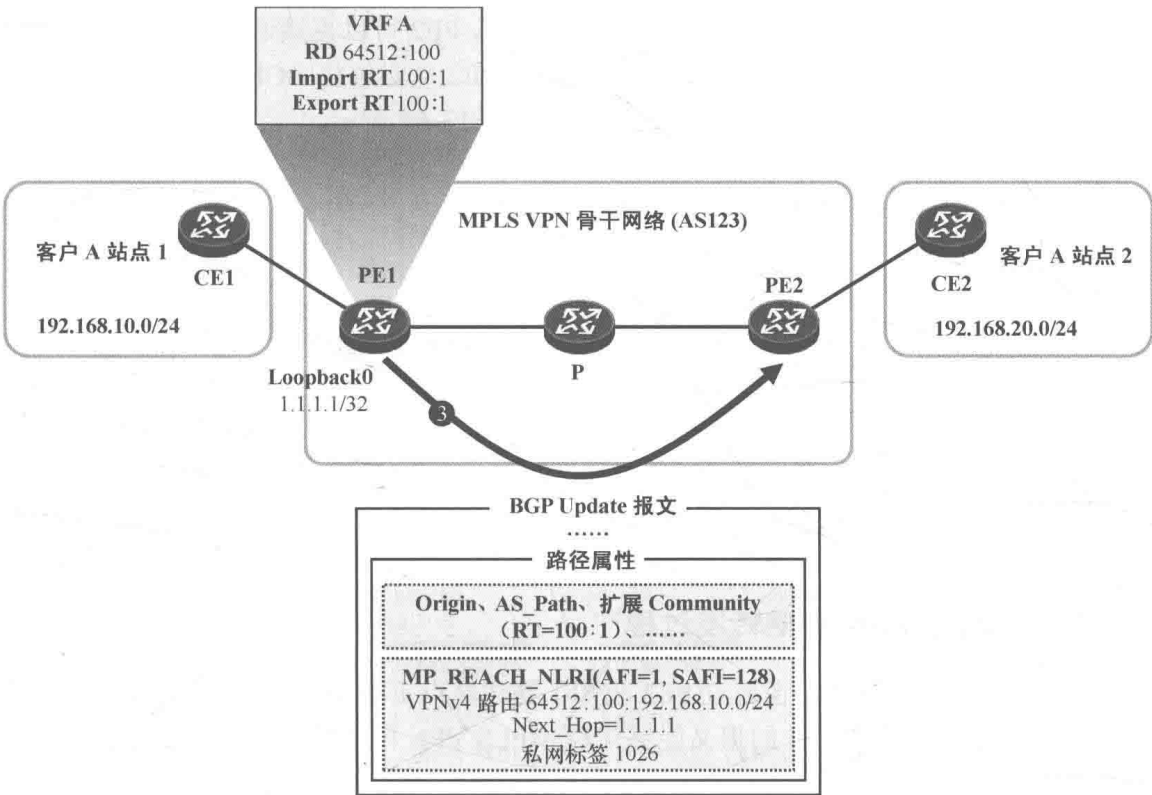 VRF A
RD 64512:100
Import RT 100:1
Export RT 100:1
MPLS VPN 骨干网络 (AS123)
客户 A 站点 1
CE1
192.168.10.0/24
PE1
Loopback0
1.1.1.1/32
P
PE2
CE2
客户 A 站点 2
192.168.20.0/24
3
BGP Update 报文
……
路径属性
Origin、AS_Path、扩展 Community
（RT=100:1）、……
MP_REACH_NLRI(AFI=1, SAFI=128)
VPNv4 路由 64512:100:192.168.10.0/24
Next_Hop=1.1.1.1
私网标签 1026